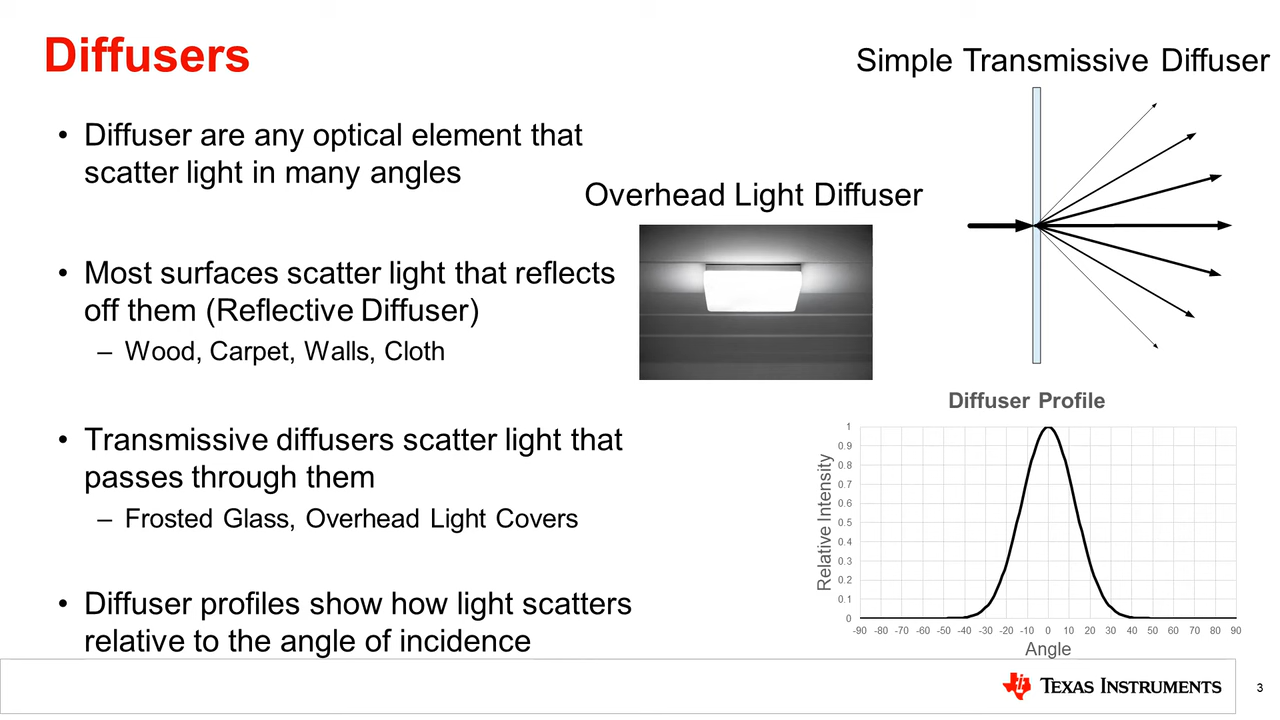 Diffusers
• Diffuser are any optical element that
scatter light in many angles
• Most surfaces scatter light that reflects
off them (Reflective Diffuser)
– Wood, Carpet, Walls, Cloth
• Transmissive diffusers scatter light that
passes through them
– Frosted Glass, Overhead Light Covers
• Diffuser profiles show how light scatters
relative to the angle of incidence
Overhead Light Diffuser
Simple Transmissive Diffuser
Diffuser Profile
Relative Intensity
1
0.9
0.8
0.7
0.6
0.5
0.4
0.3
0.2
0.1
0
-90 -80 -70 -60 -50 -40 -30 -20 -10 0 10 20 30 40 50 60 70 80 90
Angle
TEXAS INSTRUMENTS
3